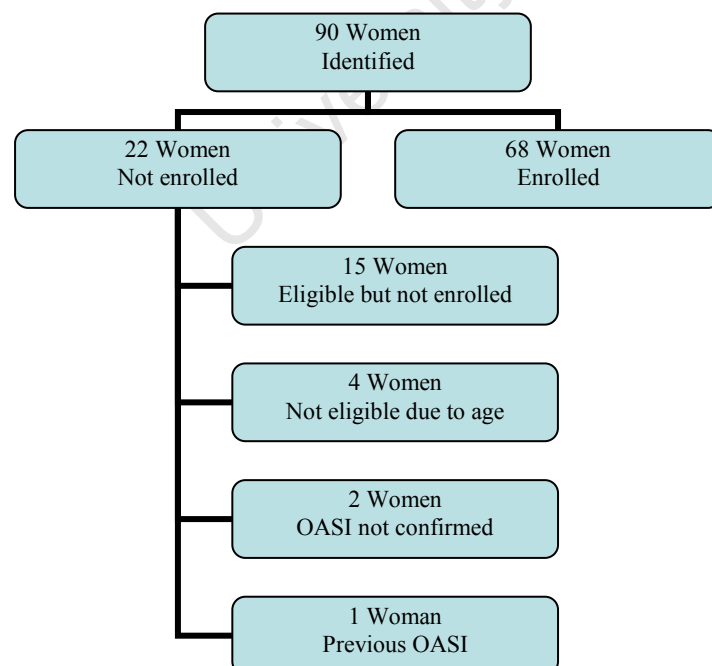 90 Women
Identified
22 Women
Not enrolled
68 Women
Enrolled
15 Women
Eligible but not enrolled
4 Women
Not eligible due to age
2 Women
OASI not confirmed
1 Woman
Previous OASI